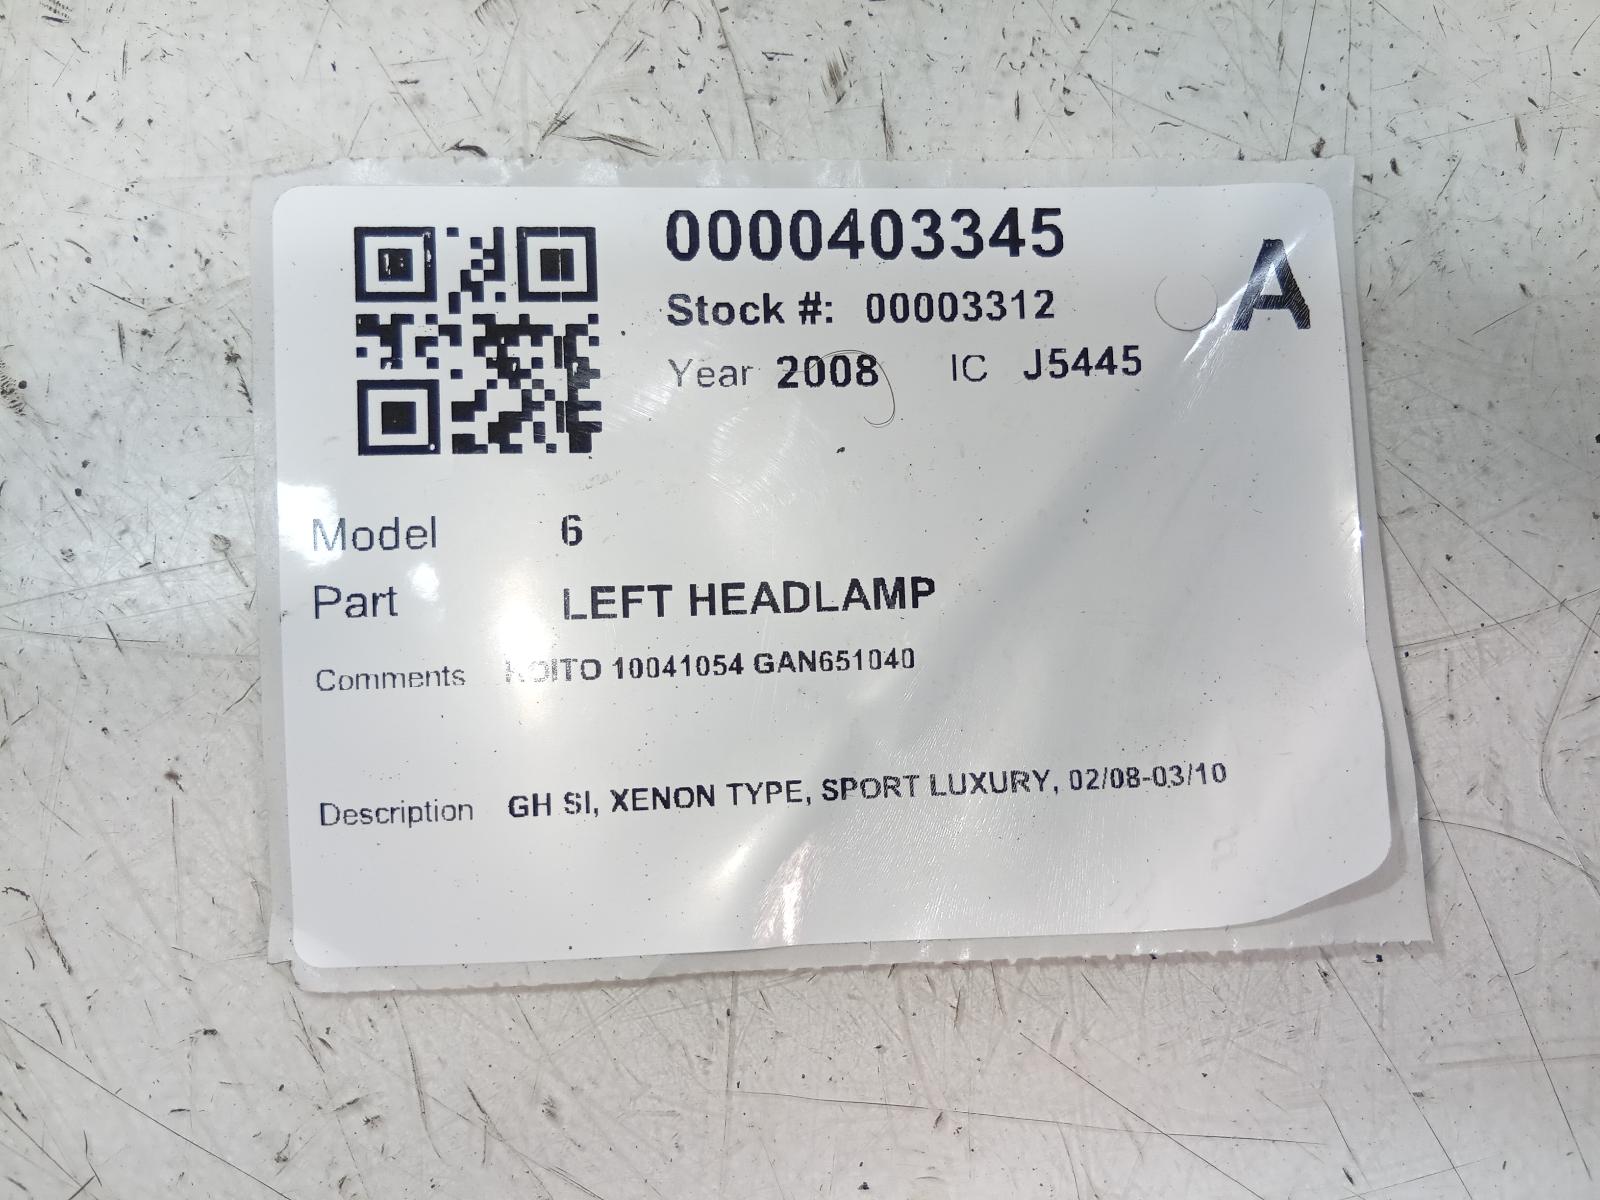 0000403345
A
Stock #: 00003312
Year 2008 IC J5445
Model 6
Part LEFT HEADLAMP
Comments KOITO 10041054 GAN651040
Description GH SI, XENON TYPE, SPORT LUXURY, 02/08-03/10